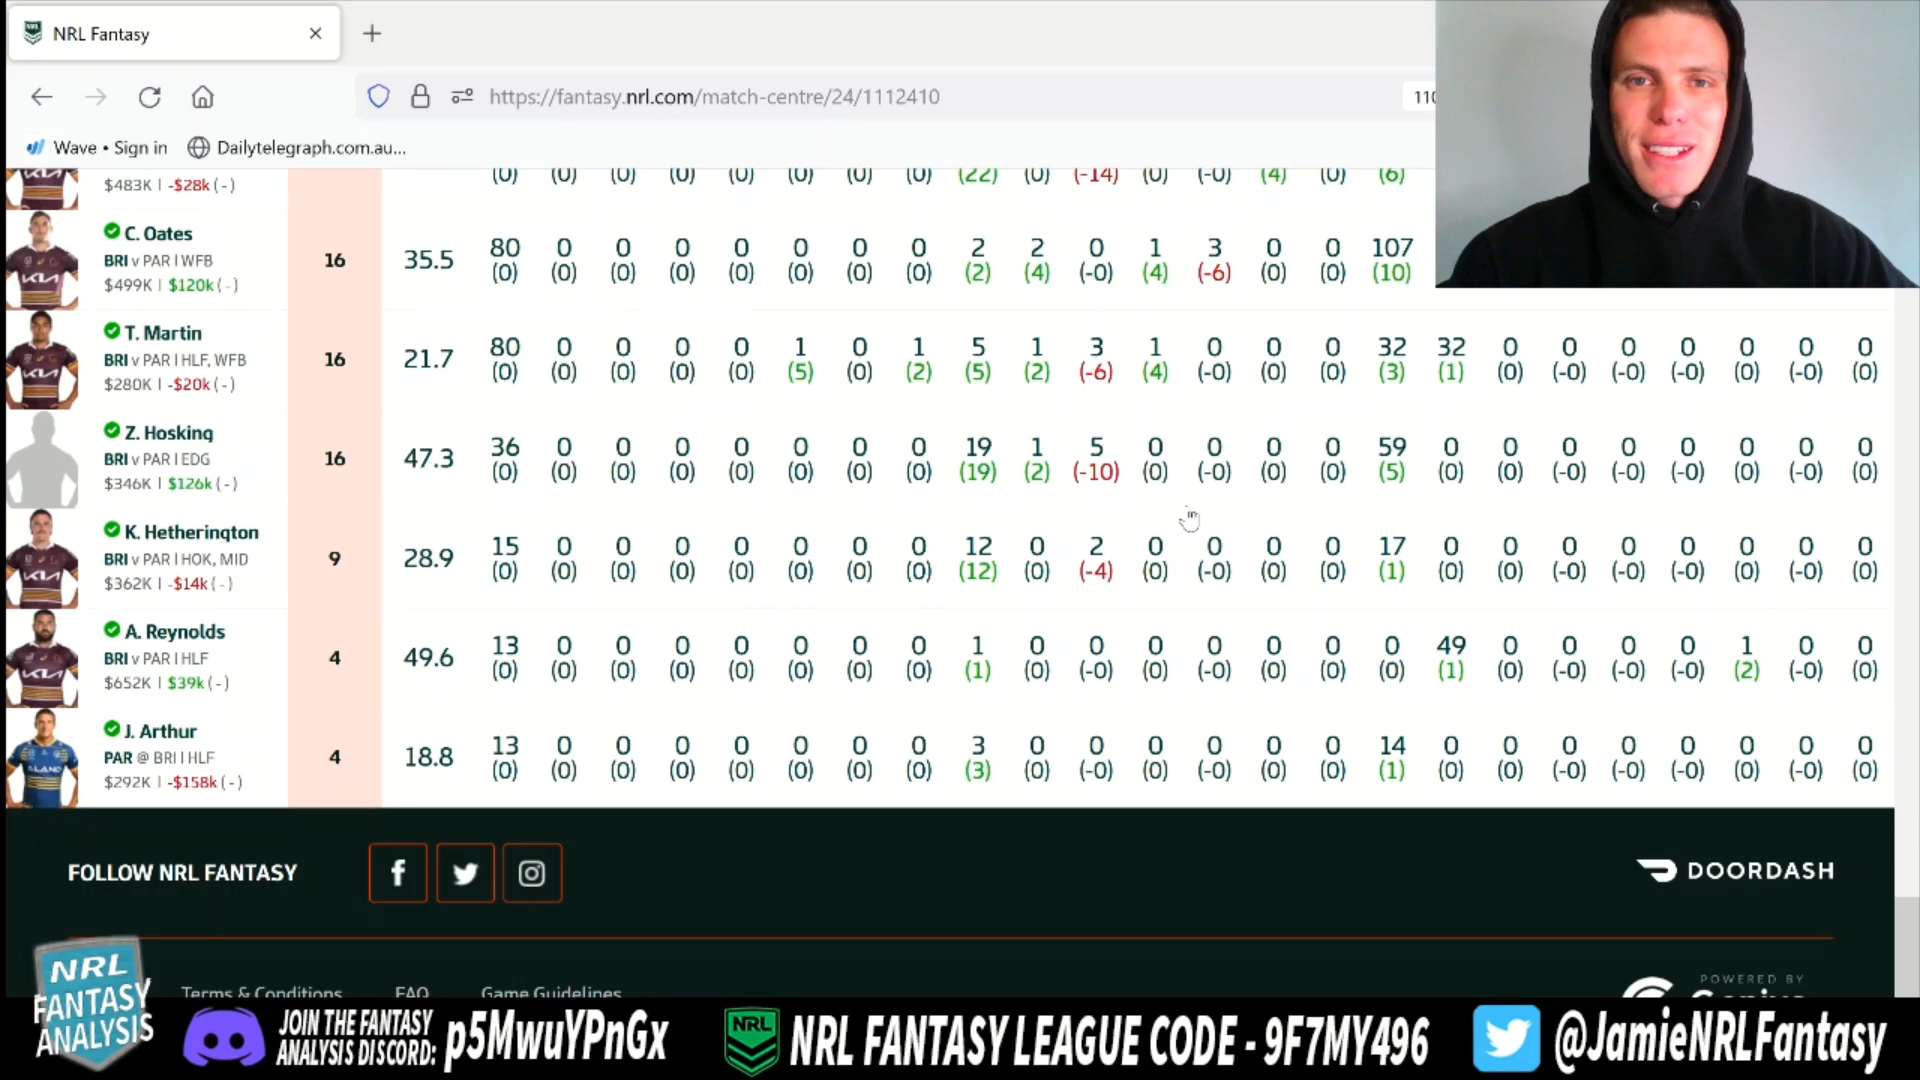 NRL Fantasy
https://fantasy.nrl.com/match-centre/24/1112410
110
Wave • Sign in
Dailytelegraph.com.au...
$483K | -$28k (-)
(0) (0) (0) (0) (0) (0) (0) (0) (22) (0) (-14) (0) (-0) (4) (0) (6)
C. Oates
BRI v PAR | WFB
$499K | $120k (-)
16
35.5
80 0 0 0 0 0 0 0 2 2 0 1 3 0 0 107
(0) (0) (0) (0) (0) (0) (0) (0) (2) (4) (-0) (4) (-6) (0) (0) (10)
T. Martin
BRI v PAR | HLF, WFB
$280K | -$20k (-)
16
21.7
80 0 0 0 0 1 0 1 5 1 3 1 0 0 0 32 32 0 0 0 0 0 0 0
(0) (0) (0) (0) (0) (5) (0) (2) (5) (2) (-6) (4) (-0) (0) (0) (3) (1) (0) (-0) (-0) (-0) (0) (-0) (0)
Z. Hosking
BRI v PAR | EDG
$346K | $126k (-)
16
47.3
36 0 0 0 0 0 0 0 19 1 5 0 0 0 0 59 0 0 0 0 0 0 0 0
(0) (0) (0) (0) (0) (0) (0) (0) (19) (2) (-10) (0) (-0) (0) (0) (5) (0) (0) (-0) (-0) (-0) (0) (-0) (0)
K. Hetherington
BRI v PAR | HOK, MID
$362K | -$14k (-)
9
28.9
15 0 0 0 0 0 0 0 12 0 2 0 0 0 0 17 0 0 0 0 0 0 0 0
(0) (0) (0) (0) (0) (0) (0) (0) (12) (0) (-4) (0) (-0) (0) (0) (1) (0) (0) (-0) (-0) (-0) (0) (-0) (0)
A. Reynolds
BRI v PAR | HLF
$652K | $39k (-)
4
49.6
13 0 0 0 0 0 0 0 1 0 0 0 0 0 0 0 49 0 0 0 0 1 0 0
(0) (0) (0) (0) (0) (0) (0) (0) (1) (0) (-0) (0) (-0) (0) (0) (0) (1) (0) (-0) (-0) (-0) (2) (-0) (0)
J. Arthur
PAR @ BRI | HLF
$292K | -$158k (-)
4
18.8
13 0 0 0 0 0 0 0 3 0 0 0 0 0 0 14 0 0 0 0 0 0 0 0
(0) (0) (0) (0) (0) (0) (0) (0) (3) (0) (-0) (0) (-0) (0) (0) (1) (0) (0) (-0) (-0) (-0) (0) (-0) (0)
FOLLOW NRL FANTASY
DOORDASH
POWERED BY
Terms & Conditions FAQ Game Guidelines
NRL
FANTASY
ANALYSIS
JOIN THE FANTASY
ANALYSIS DISCORD: p5MwuYPnGx
NRL
NRL FANTASY LEAGUE CODE - 9F7MY496
@JamieNRLFantasy